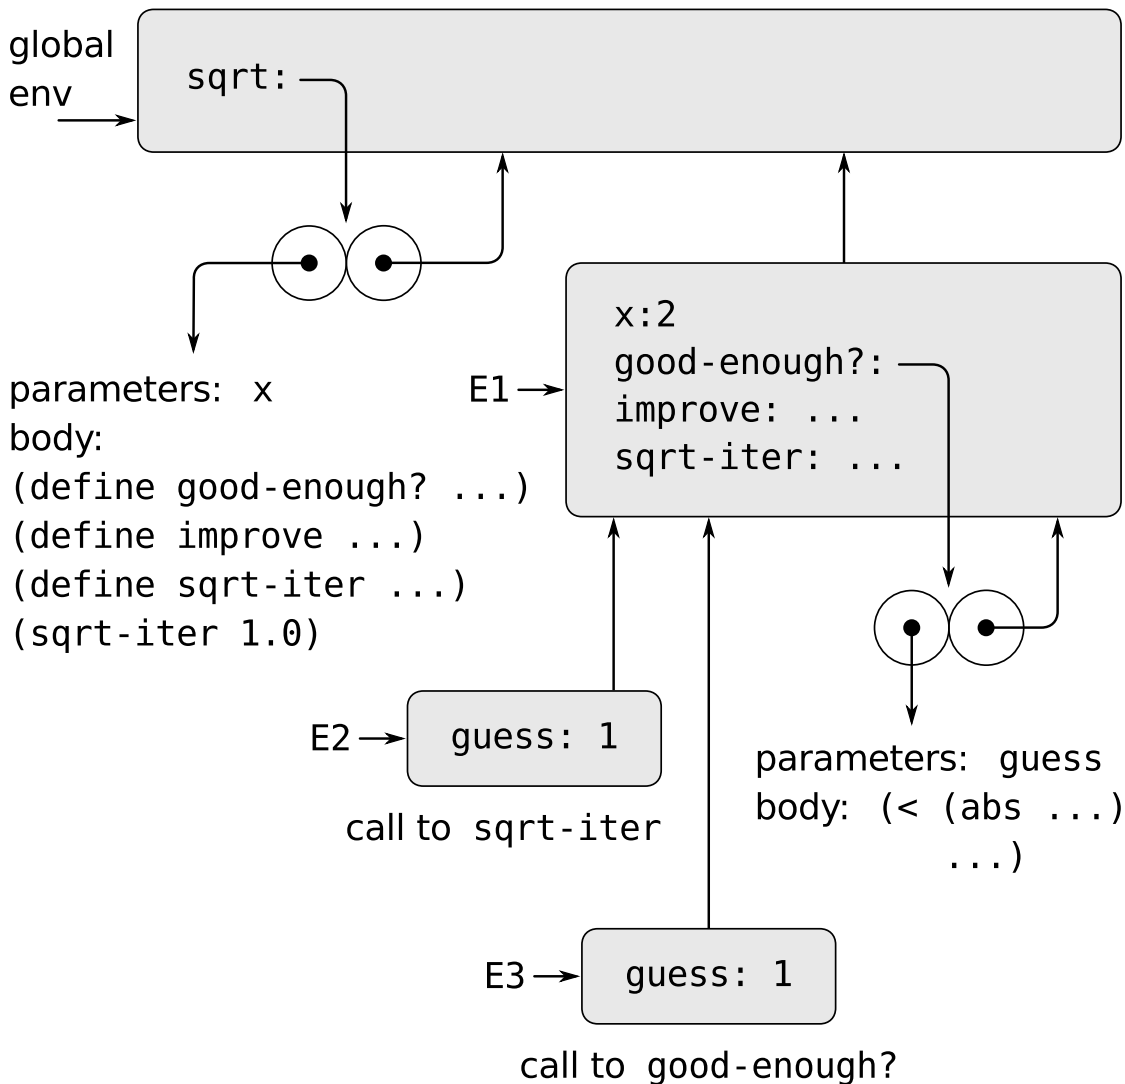 global
env
sqrt:
x:2
good-enough?:
improve: ...
sqrt-iter: ...
E1
parameters: x
body:
(define good-enough? ...)
(define improve ...)
(define sqrt-iter ...)
(sqrt-iter 1.0)
E2
guess: 1
call to sqrt-iter
parameters: guess
body: (< (abs ...)
...)
E3
guess: 1
call to good-enough?